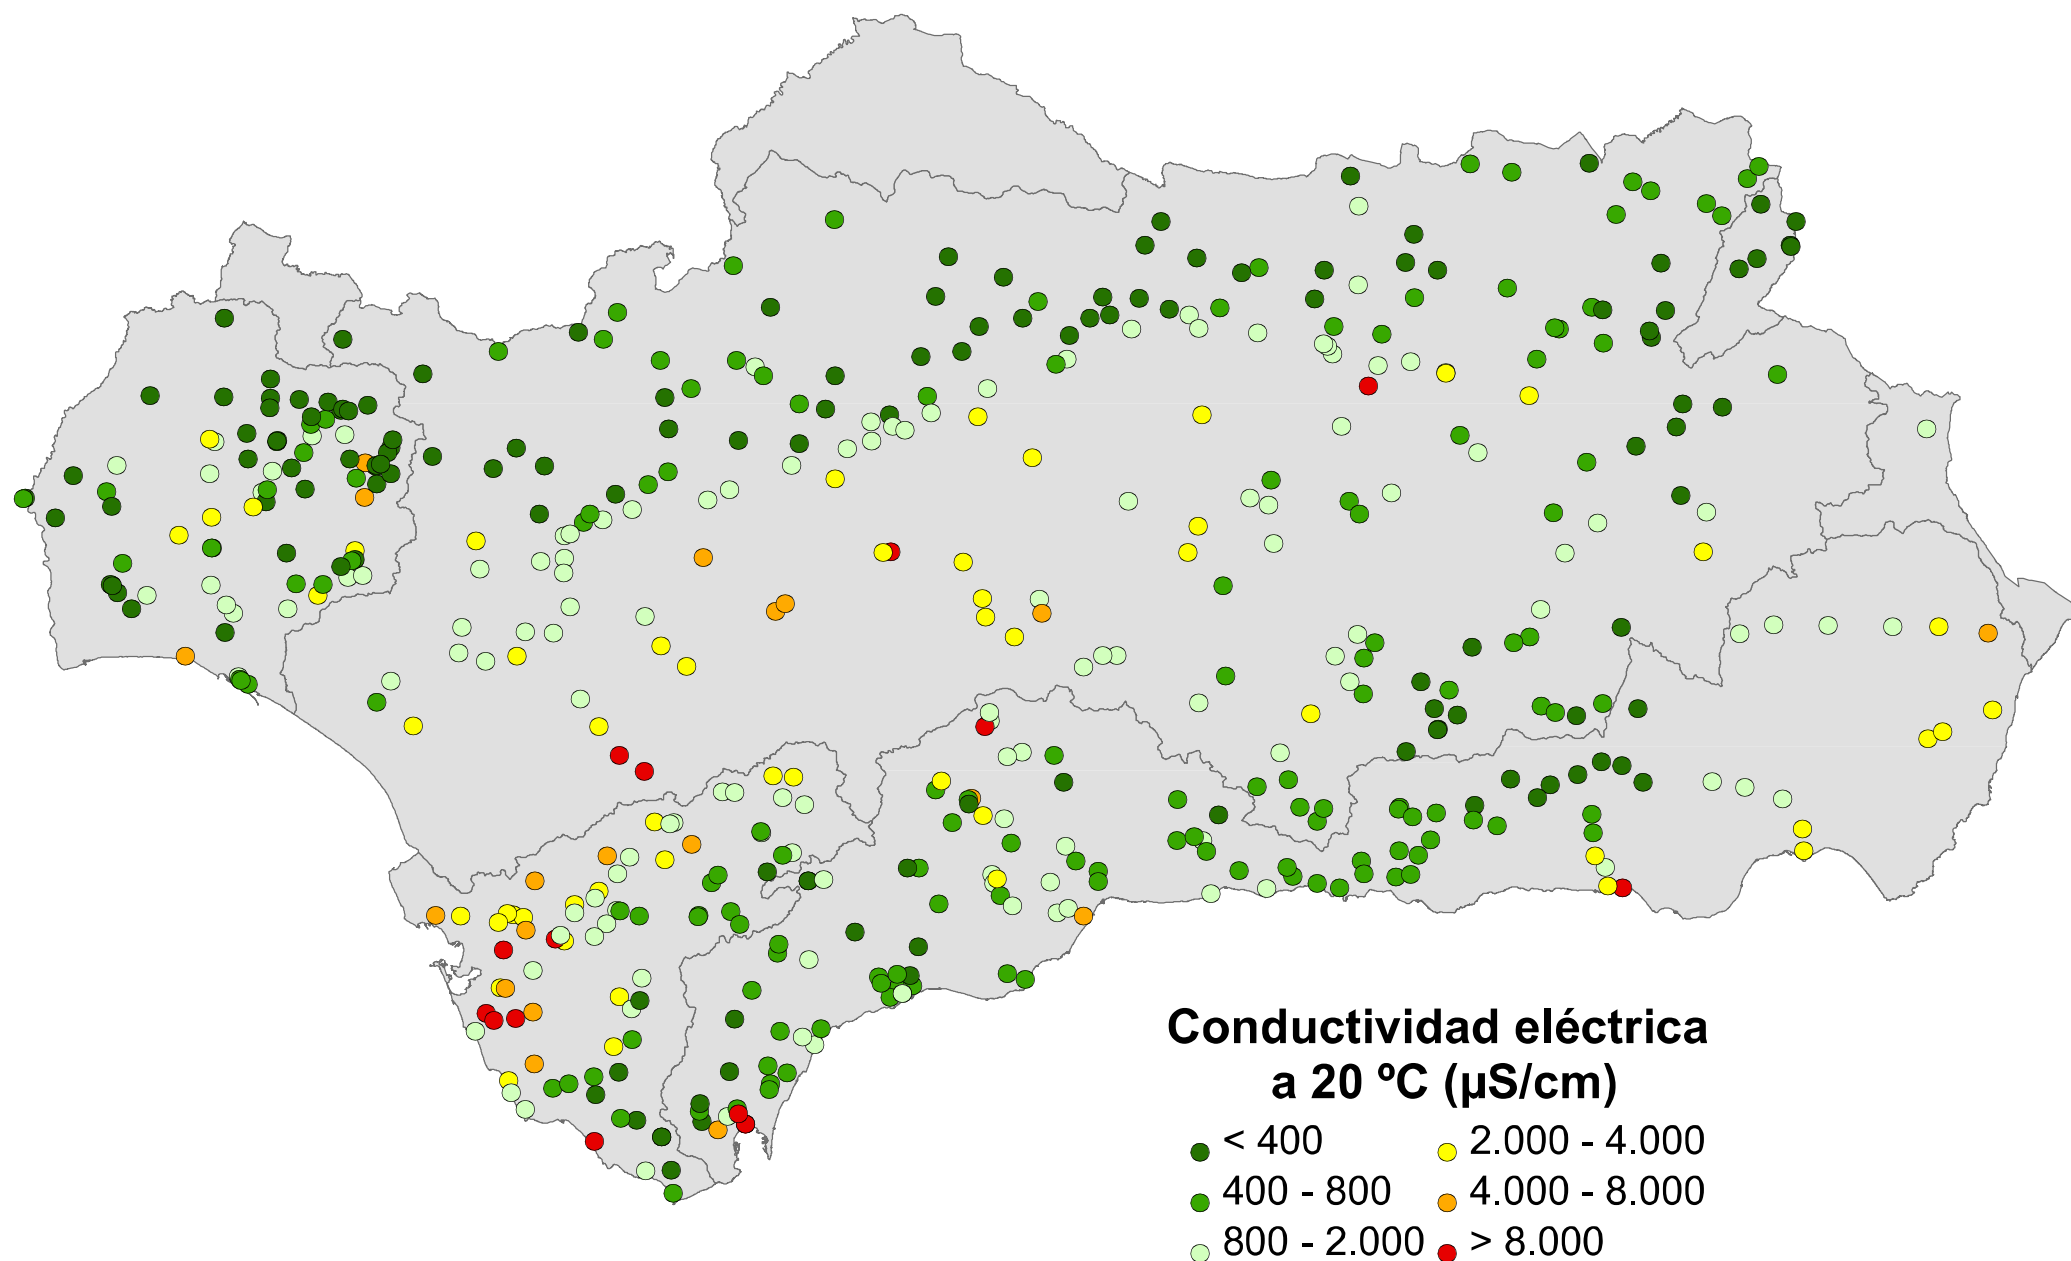 Conductividad eléctrica
a 20 ºC (µS/cm)
< 400
2.000 - 4.000
400 - 800
4.000 - 8.000
800 - 2.000
> 8.000